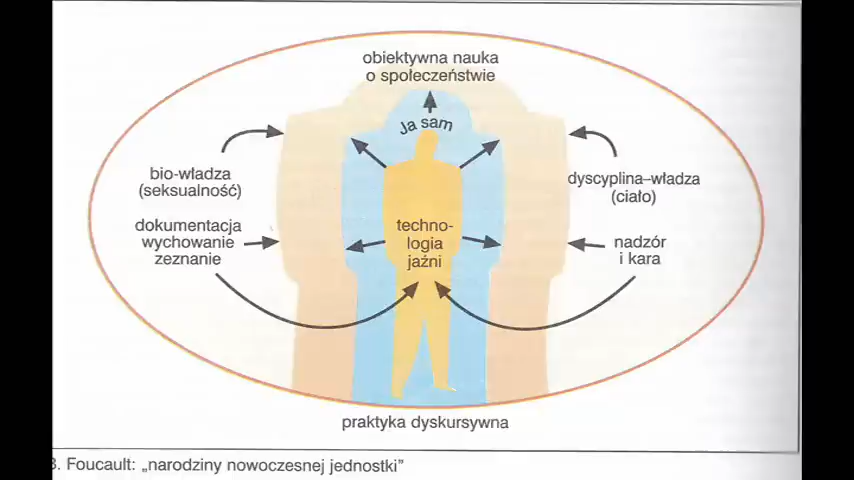 obiektywna nauka
o społeczeństwie
Ja sam
bio-władza
(seksualność)
dyscyplina–władza
(ciało)
dokumentacja
wychowanie
zeznanie
techno-
logia
jaźni
nadzór
i kara
praktyka dyskursywna
3. Foucault: „narodziny nowoczesnej jednostki”